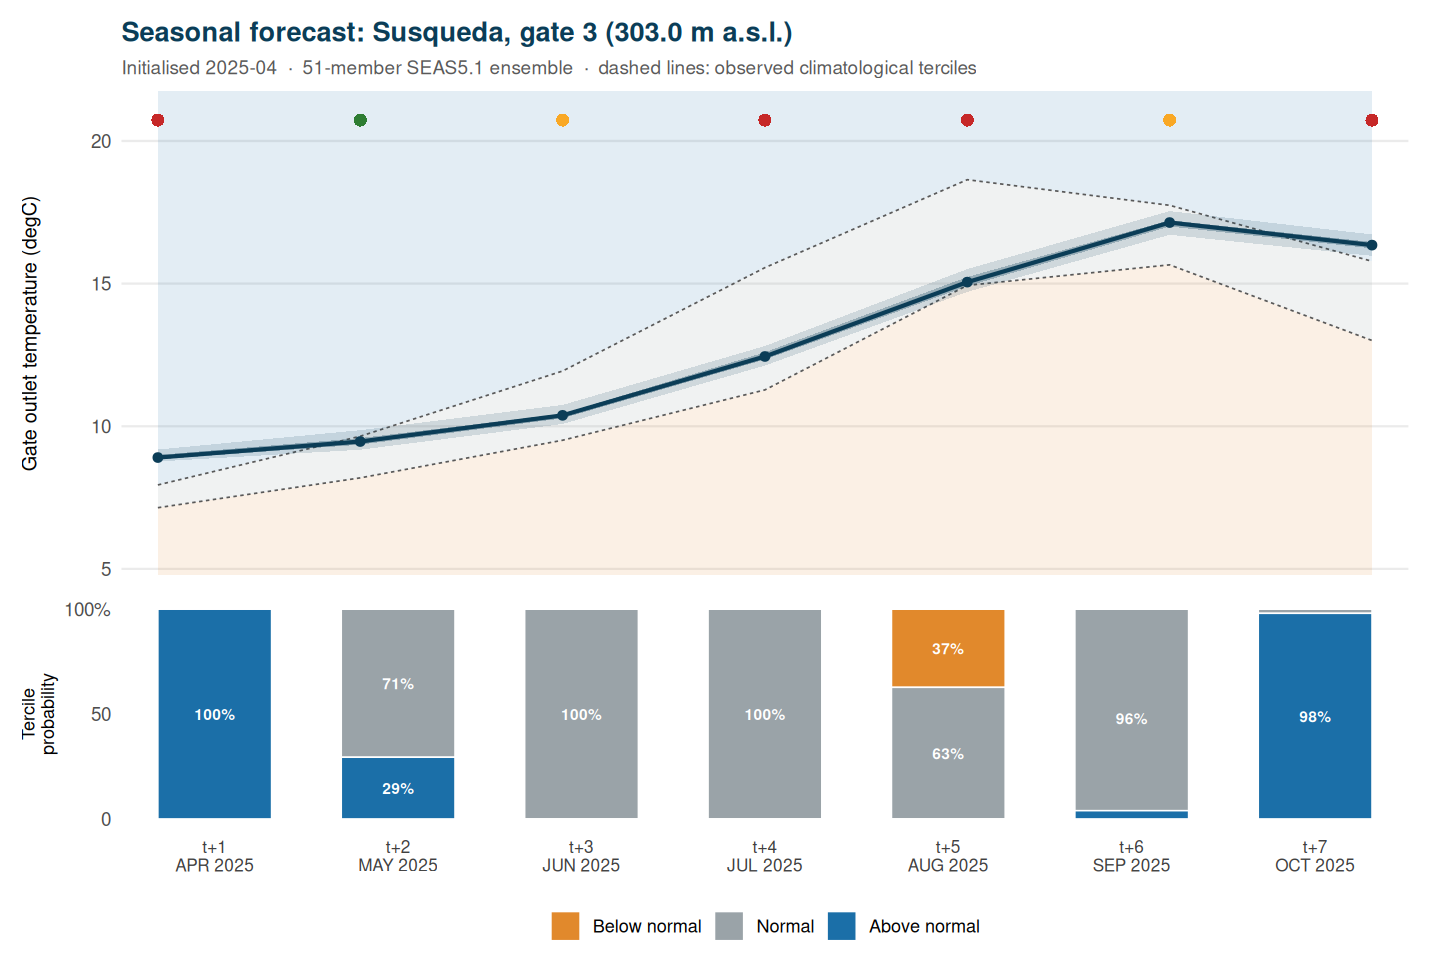 Seasonal forecast: Susqueda, gate 3 (303.0 m a.s.l.)
Initialised 2025-04 · 51-member SEAS5.1 ensemble · dashed lines: observed climatological terciles
Gate outlet temperature (degC)
20
15
10
5
Tercile
probability
100%
50
0
100%
71%
29%
100%
100%
37%
63%
96%
98%
t+1
APR 2025
t+2
MAY 2025
t+3
JUN 2025
t+4
JUL 2025
t+5
AUG 2025
t+6
SEP 2025
t+7
OCT 2025
Below normal
Normal
Above normal